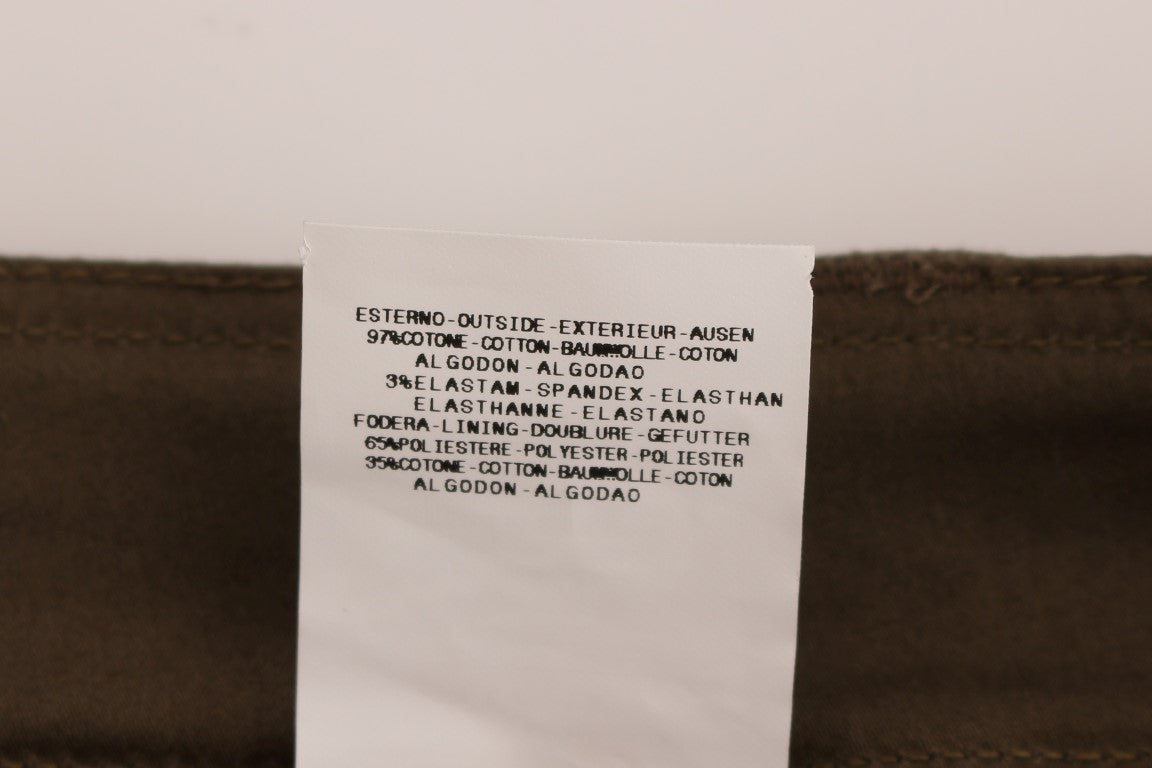 ESTERNO-OUTSIDE-EXTERIEUR-AUSEN
97%COTONE-COTTON-BAUMWOLLE-COTON
ALGODON-ALGODAO
3%ELASTAM-SPANDEX-ELASTHAN
ELASTHANNE-ELASTANO
FODERA-LINING-DOUBLURE-GEFUTTER
65%POLIESTERE-POLYESTER-POLIESTER
35%COTONE-COTTON-BAUMWOLLE-COTON
ALGODON-ALGODAO